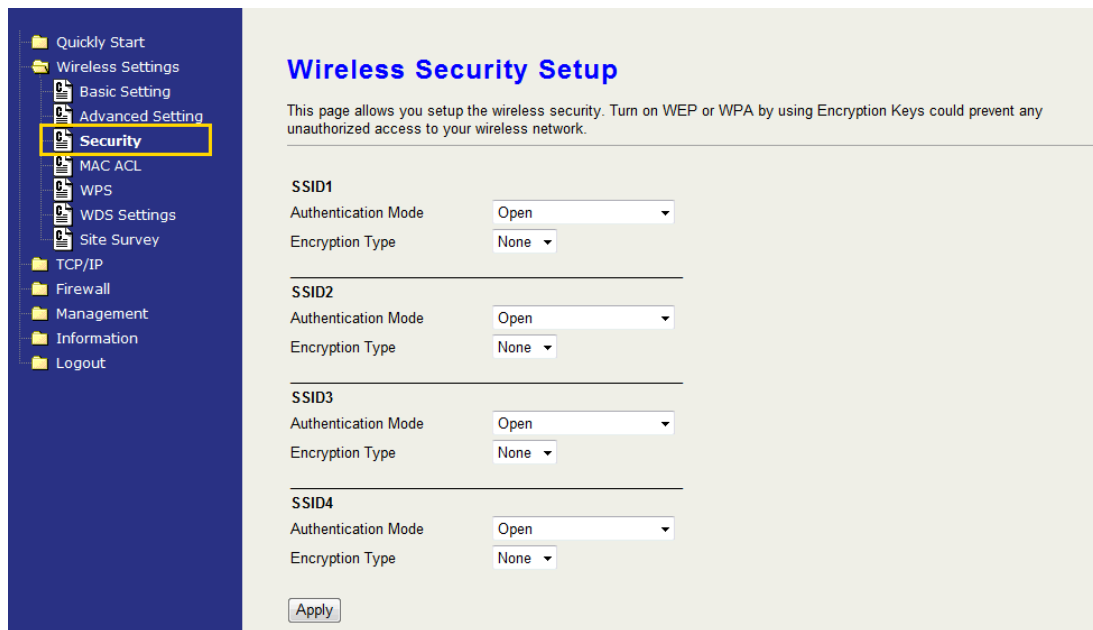 Quickly Start
Wireless Settings
Basic Setting
Advanced Setting
Security
MAC ACL
WPS
WDS Settings
Site Survey
TCP/IP
Firewall
Management
Information
Logout
Wireless Security Setup
This page allows you setup the wireless security. Turn on WEP or WPA by using Encryption Keys could prevent any
unauthorized access to your wireless network.
SSID1
Authentication Mode Open
Encryption Type None
SSID2
Authentication Mode Open
Encryption Type None
SSID3
Authentication Mode Open
Encryption Type None
SSID4
Authentication Mode Open
Encryption Type None
Apply